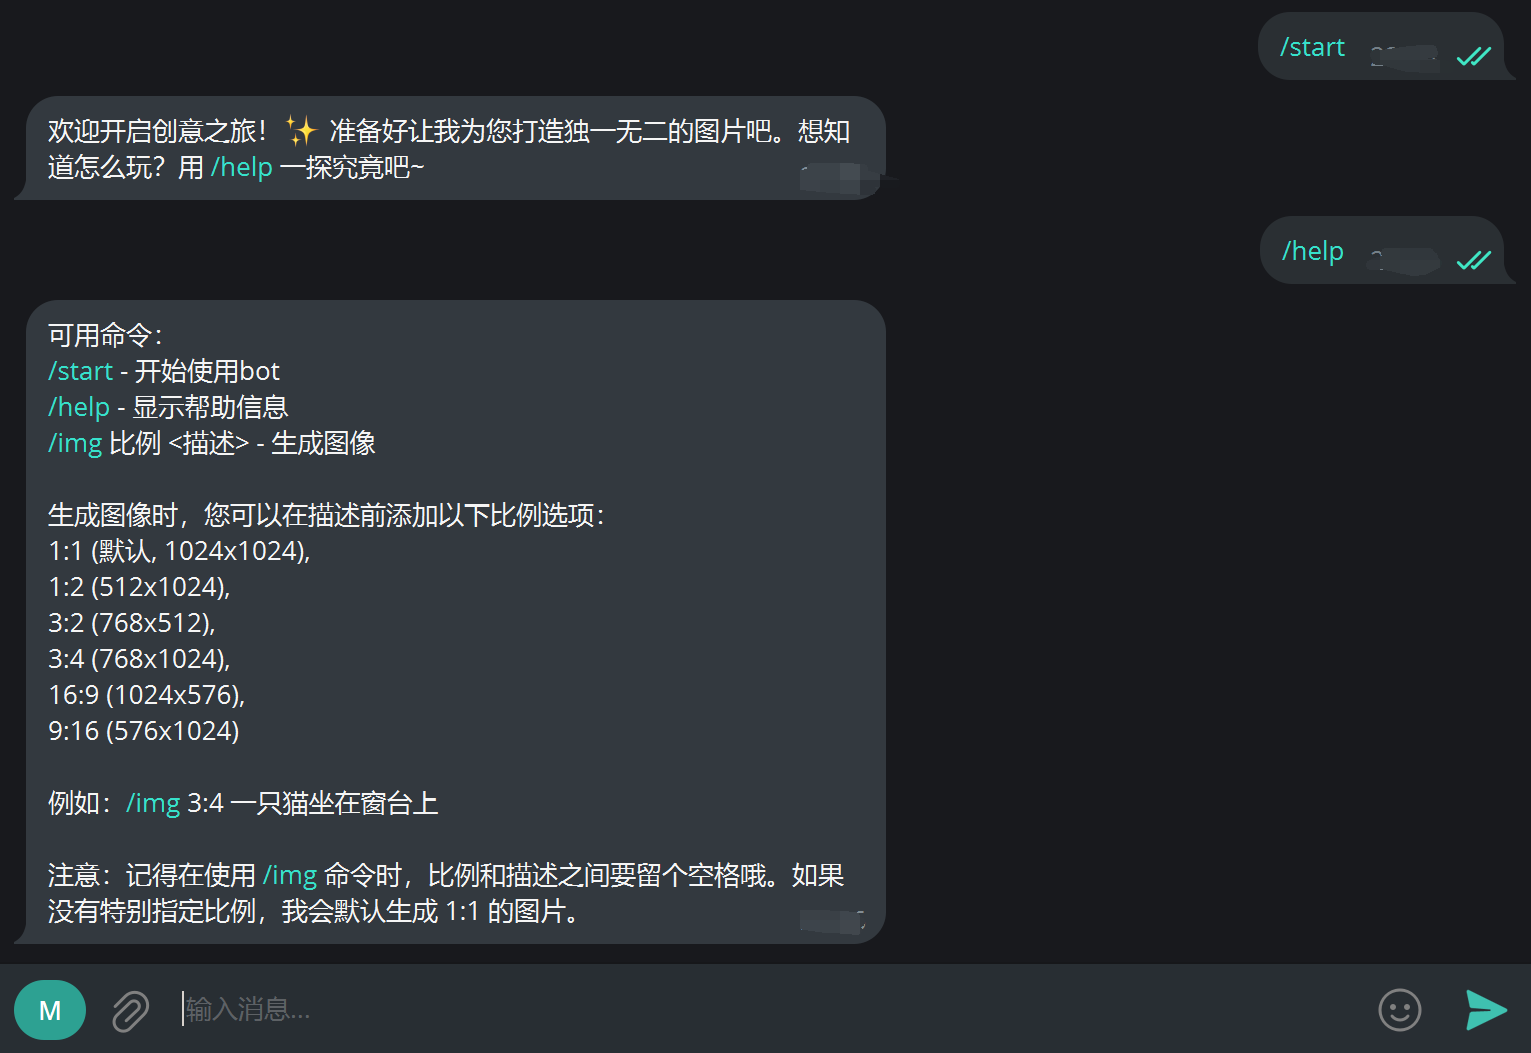 /start
欢迎开启创意之旅！✨ 准备好让我为您打造独一无二的图片吧。想知
道怎么玩？用 /help 一探究竟吧~
/help
可用命令：
/start - 开始使用bot
/help - 显示帮助信息
/img 比例 <描述> - 生成图像
生成图像时，您可以在描述前添加以下比例选项：
1:1 (默认, 1024x1024),
1:2 (512x1024),
3:2 (768x512),
3:4 (768x1024),
16:9 (1024x576),
9:16 (576x1024)
例如：/img 3:4 一只猫坐在窗台上
注意：记得在使用 /img 命令时，比例和描述之间要留个空格哦。如果
没有特别指定比例，我会默认生成 1:1 的图片。
M
输入消息...